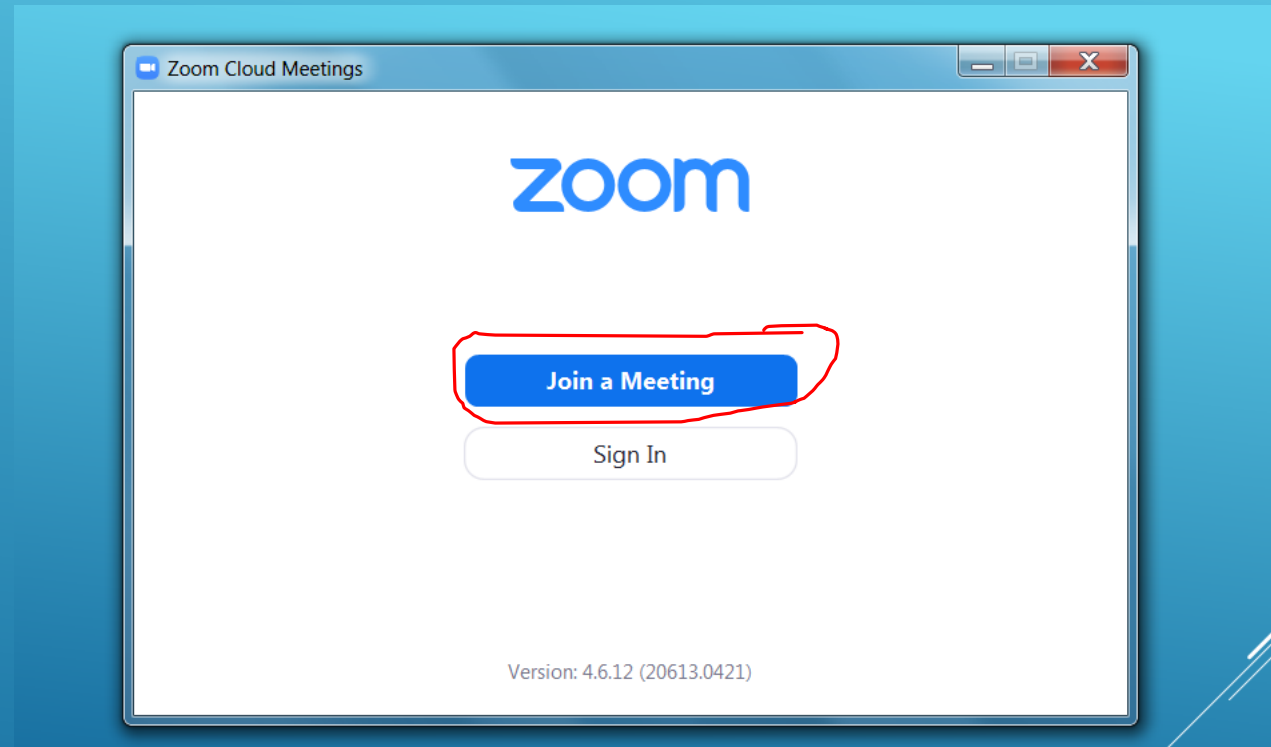 Zoom Cloud Meetings
zoom
Join a Meeting
Sign In
Version: 4.6.12 (20613.0421)